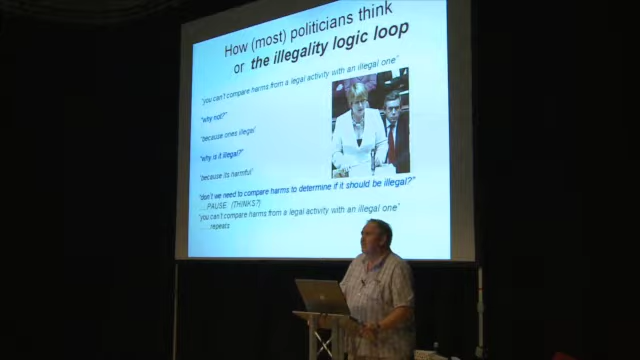 How (most) politicians think
or the illegality logic loop
"you can't compare harms from a legal activity with an illegal one"
"why not?"
"because ones illegal"
"why is it illegal?"
"because its harmful"
"don't we need to compare harms to determine if it should be illegal?"
.....PAUSE (THINKS?)
"you can't compare harms from a legal activity with an illegal one"
.....repeats